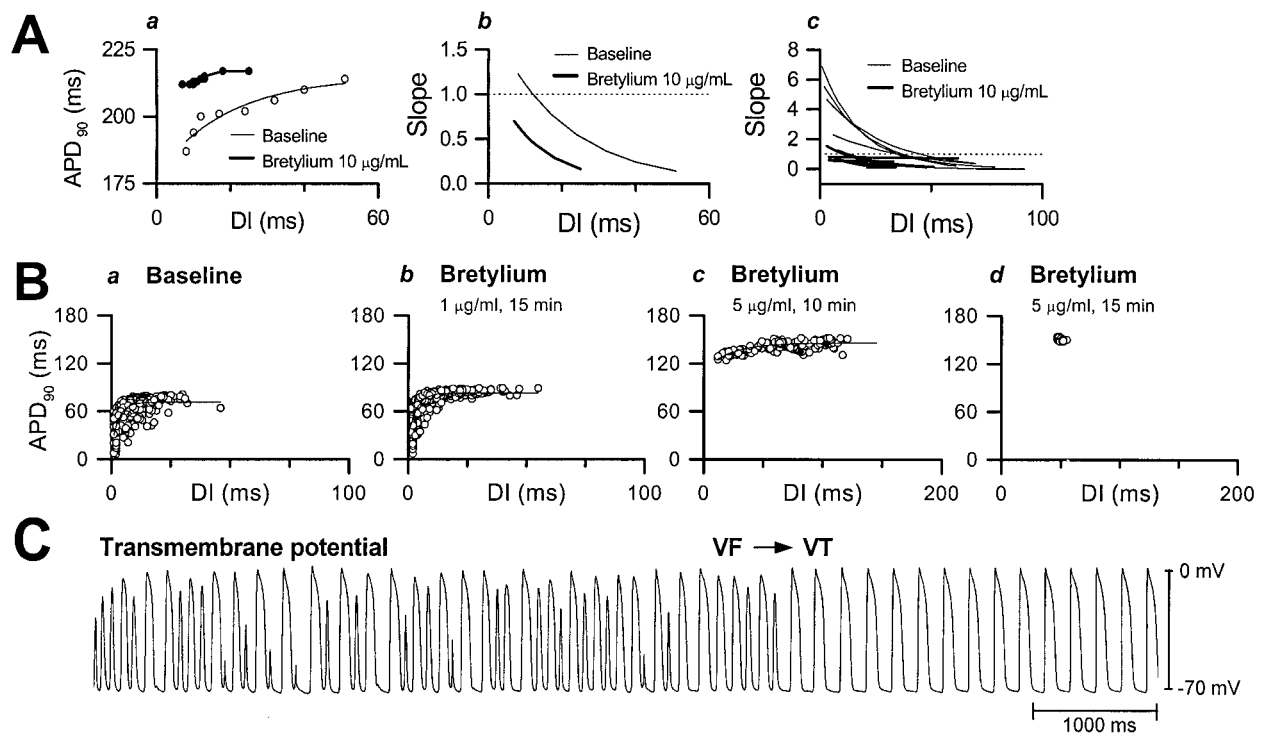 A
a
225
200
175
APD90 (ms)
Baseline
Bretylium 10 µg/mL
0
DI (ms)
60
b
1.5
1.0
0.5
0.0
Slope
Baseline
Bretylium 10 µg/mL
0
DI (ms)
60
c
8
6
4
2
0
Slope
Baseline
Bretylium 10 µg/mL
0
DI (ms)
100
B
a Baseline
180
120
60
0
APD90 (ms)
0
DI (ms)
100
b Bretylium
1 µg/ml, 15 min
180
120
60
0
0
DI (ms)
100
c Bretylium
5 µg/ml, 10 min
180
120
60
0
0
DI (ms)
200
d Bretylium
5 µg/ml, 15 min
180
120
60
0
0
DI (ms)
200
C
Transmembrane potential
VF → VT
0 mV
-70 mV
1000 ms